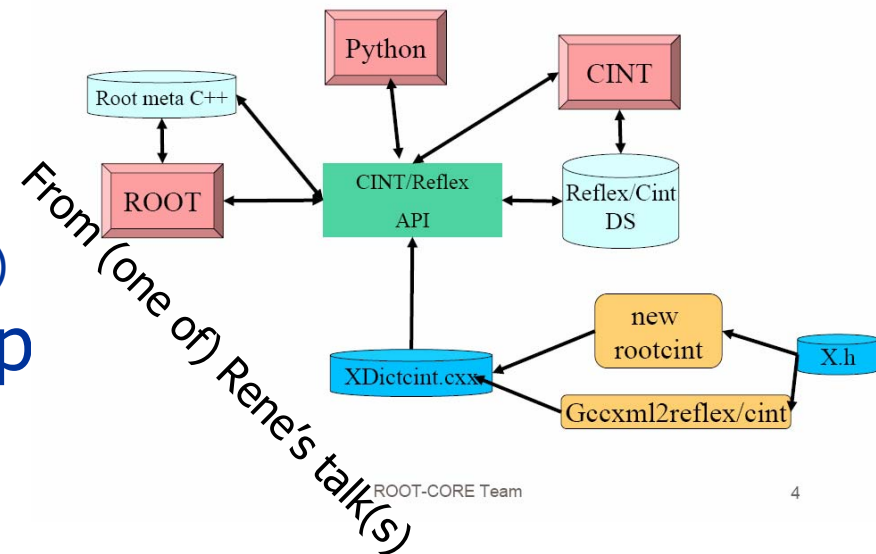 Python
CINT
Root meta C++
ROOT
CINT/Reflex
API
Reflex/Cint
DS
From (one of) Rene's talk(s)
)
p
new
rootcint
X.h
XDictcint.cxx
Gccxml2reflex/cint
ROOT-CORE Team
4